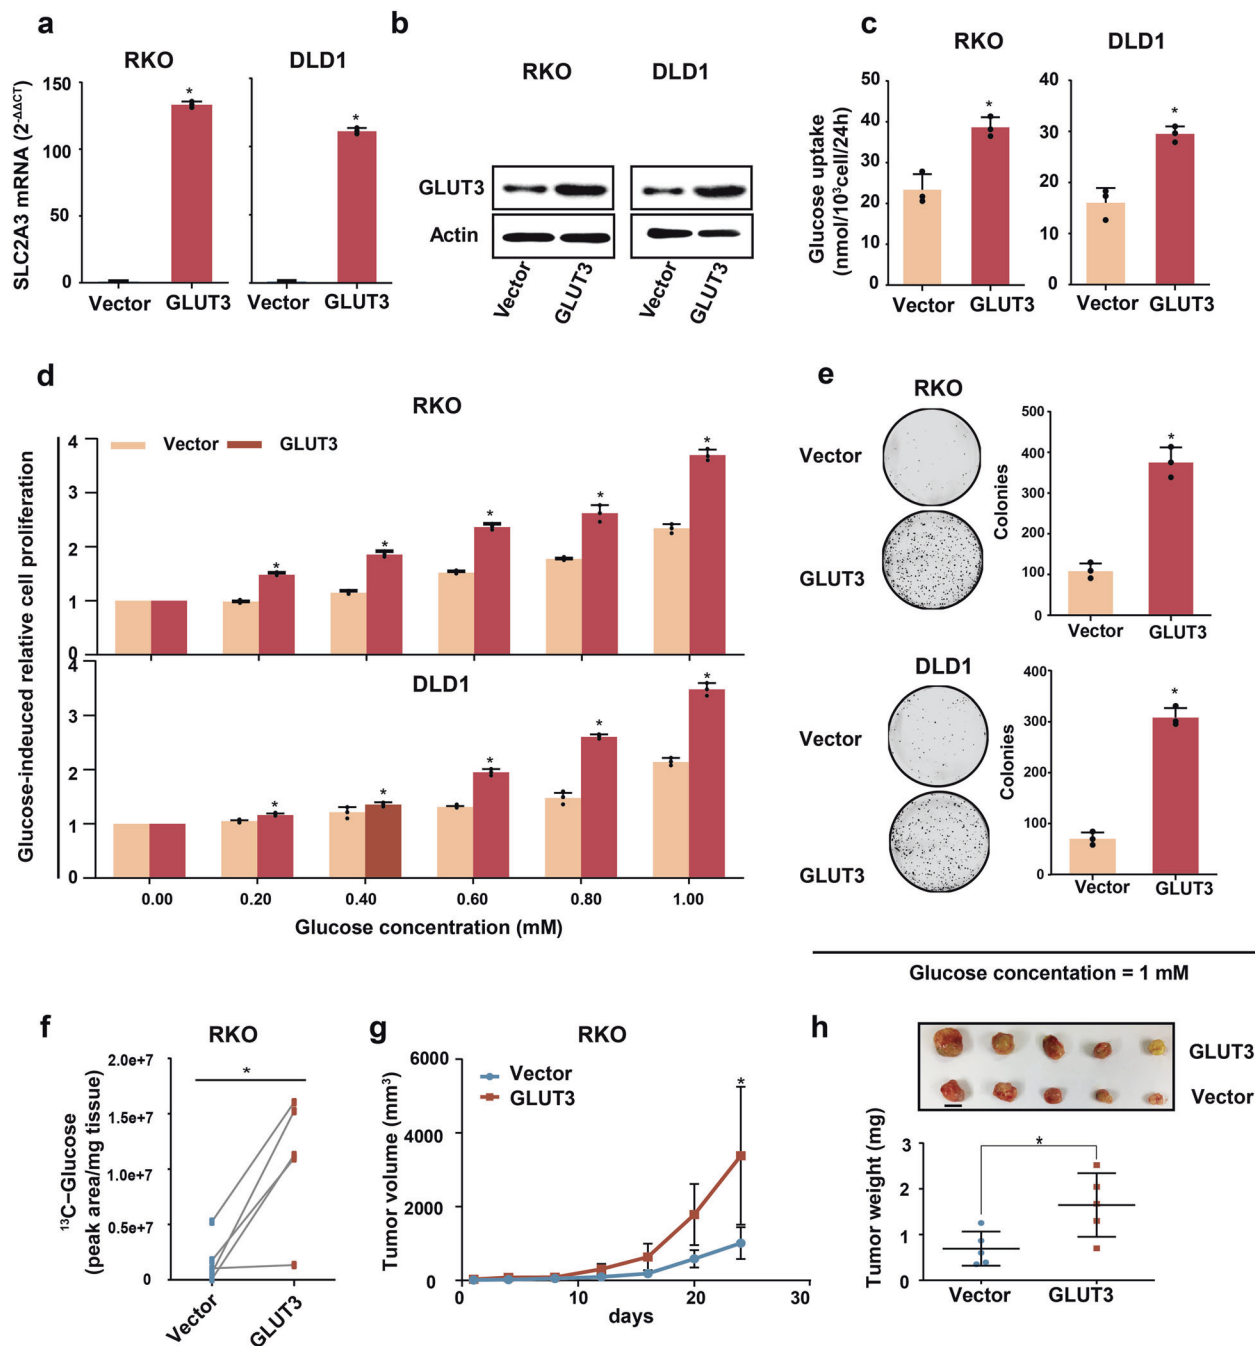 a
RKO
DLD1
SLC2A3 mRNA (2-ΔΔCT)
150
100
50
0
Vector
GLUT3
Vector
GLUT3
b
RKO
DLD1
GLUT3
Actin
Vector
GLUT3
Vector
GLUT3
c
RKO
DLD1
Glucose uptake
(nmol/10³cell/24h)
50
40
30
20
10
0
40
30
20
10
0
*
*
Vector
GLUT3
Vector
GLUT3
d
RKO
Vector
GLUT3
Glucose-indueced relative cell proliferation
4
3
2
1
0
* * * * *
DLD1
4
3
2
1
0
* * * * *
0.00 0.20 0.40 0.60 0.80 1.00
Glucose concentration (mM)
e
RKO
Vector
GLUT3
Colonies
500
400
300
200
100
0
*
Vector
GLUT3
DLD1
Vector
GLUT3
Colonies
400
300
200
100
0
*
Vector
GLUT3
Glucose concentation = 1 mM
f
RKO
¹³C–Glucose
(peak area/mg tissue)
2.0e+7
1.5e+7
1.0e+7
0.5e+7
0
*
Vector
GLUT3
g
RKO
Tumor volume (mm³)
6000
4000
2000
0
Vector
GLUT3
*
0 10 20 30
days
h
GLUT3
Vector
Tumor weight (mg)
3
2
1
0
*
Vector
GLUT3